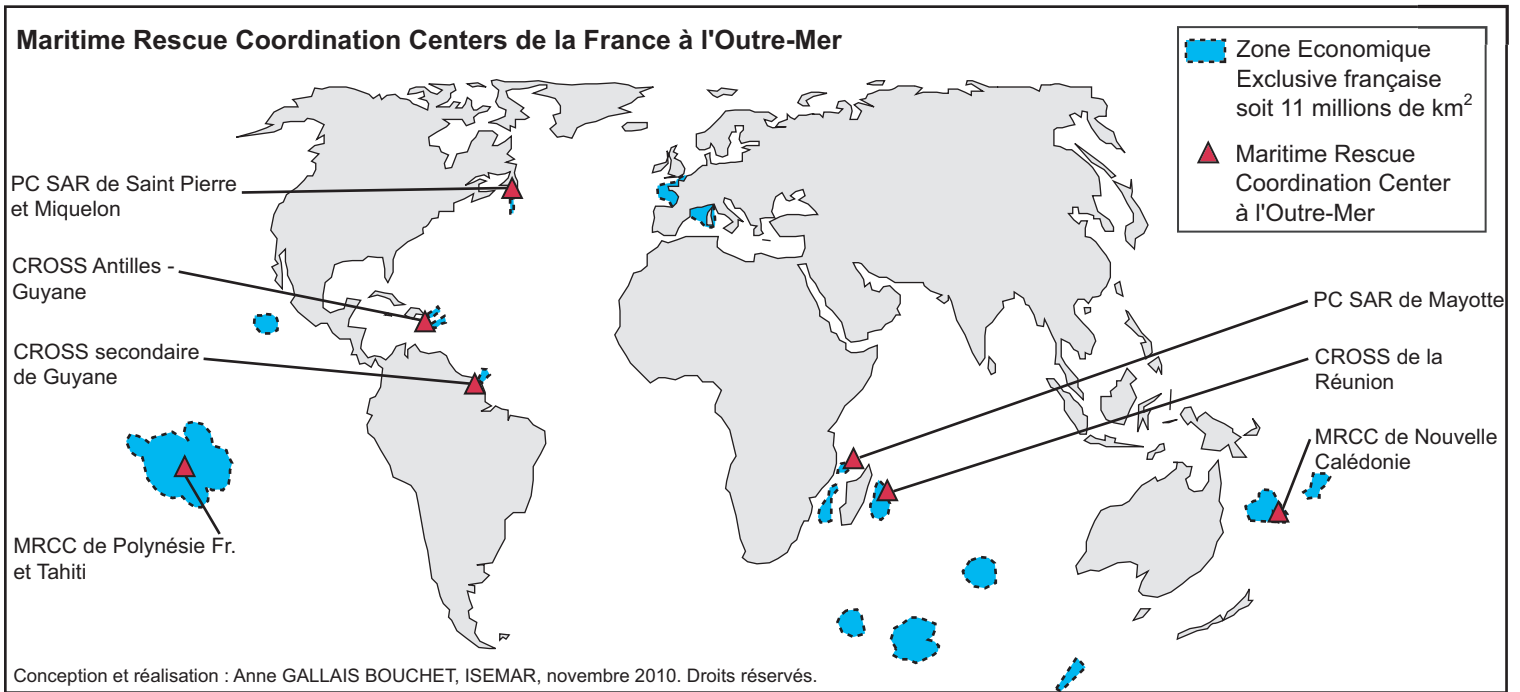 Maritime Rescue Coordination Centers de la France à l'Outre-Mer
Zone Economique
Exclusive française
soit 11 millions de km²
Maritime Rescue
Coordination Center
à l'Outre-Mer
PC SAR de Saint Pierre
et Miquelon
CROSS Antilles -
Guyane
CROSS secondaire
de Guyane
MRCC de Polynésie Fr.
et Tahiti
PC SAR de Mayotte
CROSS de la
Réunion
MRCC de Nouvelle
Calédonie
Conception et réalisation : Anne GALLAIS BOUCHET, ISEMAR, novembre 2010. Droits réservés.